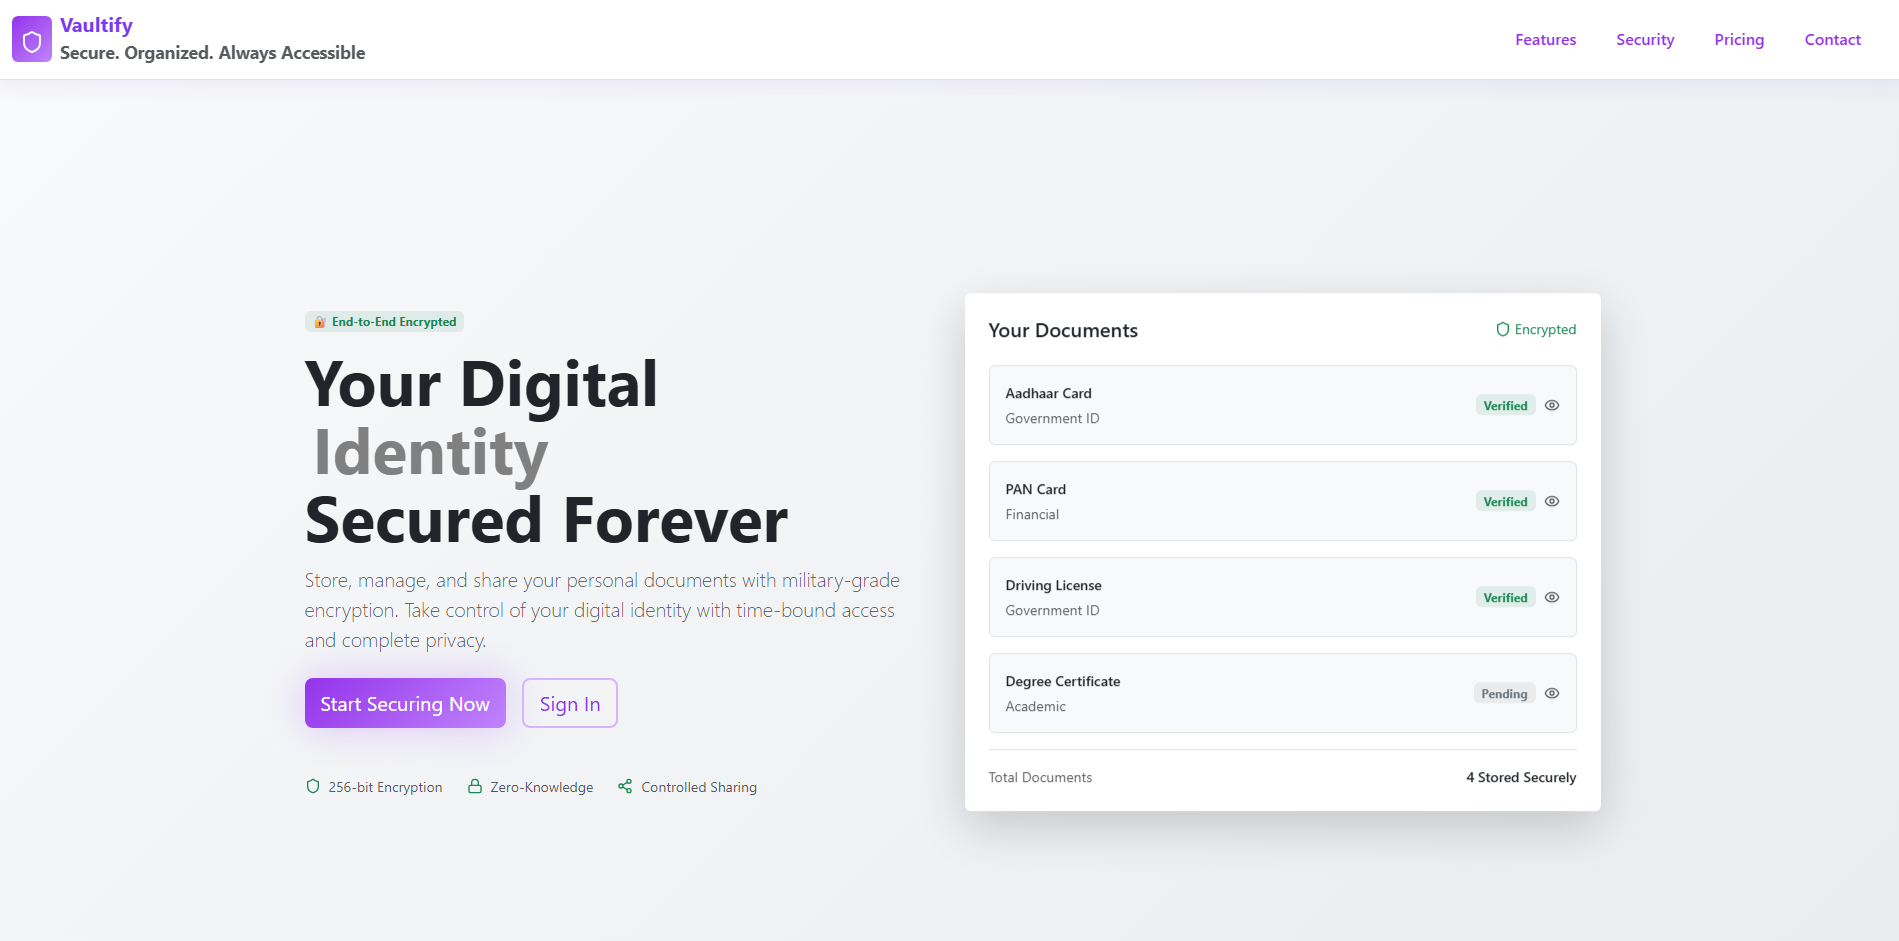 Vaultify
Secure. Organized. Always Accessible
Features
Security
Pricing
Contact
End-to-End Encrypted
Your Digital
Identity
Secured Forever
Store, manage, and share your personal documents with military-grade
encryption. Take control of your digital identity with time-bound access
and complete privacy.
Start Securing Now
Sign In
256-bit Encryption
Zero-Knowledge
Controlled Sharing
Your Documents
Encrypted
Aadhaar Card
Government ID
Verified
PAN Card
Financial
Verified
Driving License
Government ID
Verified
Degree Certificate
Academic
Pending
Total Documents
4 Stored Securely